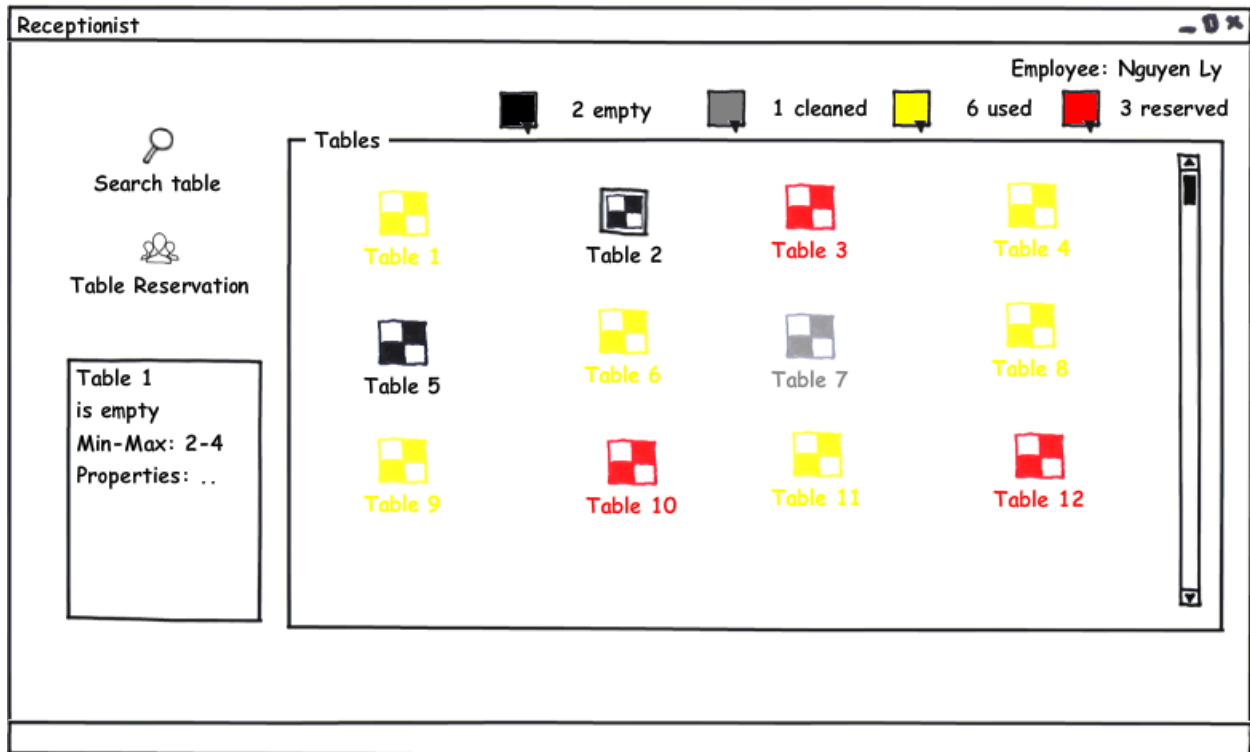 Receptionist
Employee: Nguyen Ly
2 empty
1 cleaned
6 used
3 reserved
Search table
Table Reservation
Table 1
is empty
Min-Max: 2-4
Properties: ..
Tables
Table 1
Table 2
Table 3
Table 4
Table 5
Table 6
Table 7
Table 8
Table 9
Table 10
Table 11
Table 12